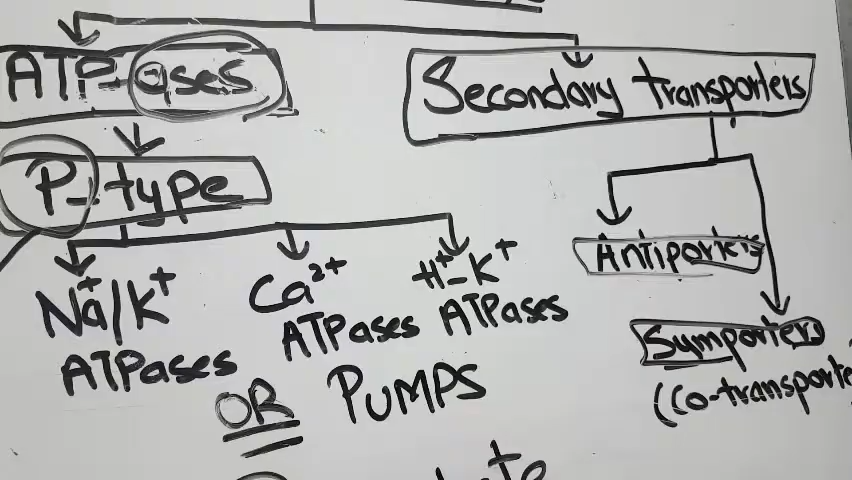 ATP-ases
Secondary transporters
P-type
Antiporters
Na+/K+
ATPases
Ca2+
ATPases
H+-K+
ATPases
Symporters
(Co-transporte
OR PUMPS